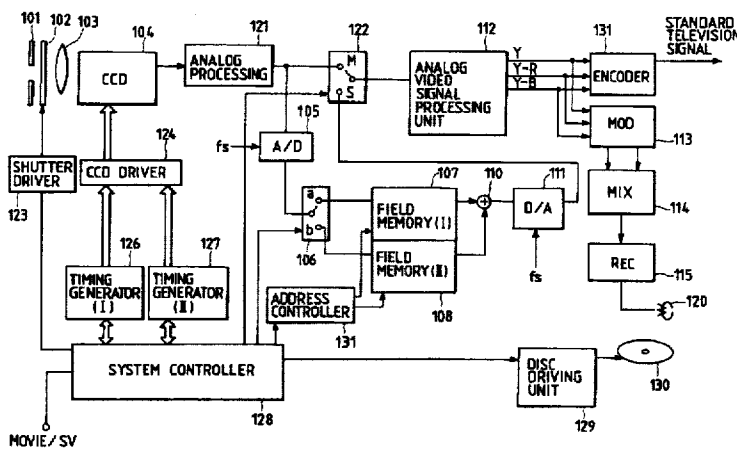 101
102
103
104
121
122
112
131
STANDARD
TELEVISION
SIGNAL
CCD
ANALOG
PROCESSING
M
S
ANALOG
VIDEO
SIGNAL
PROCESSING
UNIT
Y
Y-R
Y-B
ENCODER
MOD
113
105
fs
A/D
124
SHUTTER
DRIVER
123
CCD DRIVER
107
110
111
a
b
106
FIELD
MEMORY(I)
FIELD
MEMORY(II)
108
D/A
fs
MIX
114
REC
115
120
126
127
TIMING
GENERATOR
(I)
TIMING
GENERATOR
(II)
ADDRESS
CONTROLLER
131
SYSTEM CONTROLLER
128
DISC
DRIVING
UNIT
129
130
MOVIE/SV